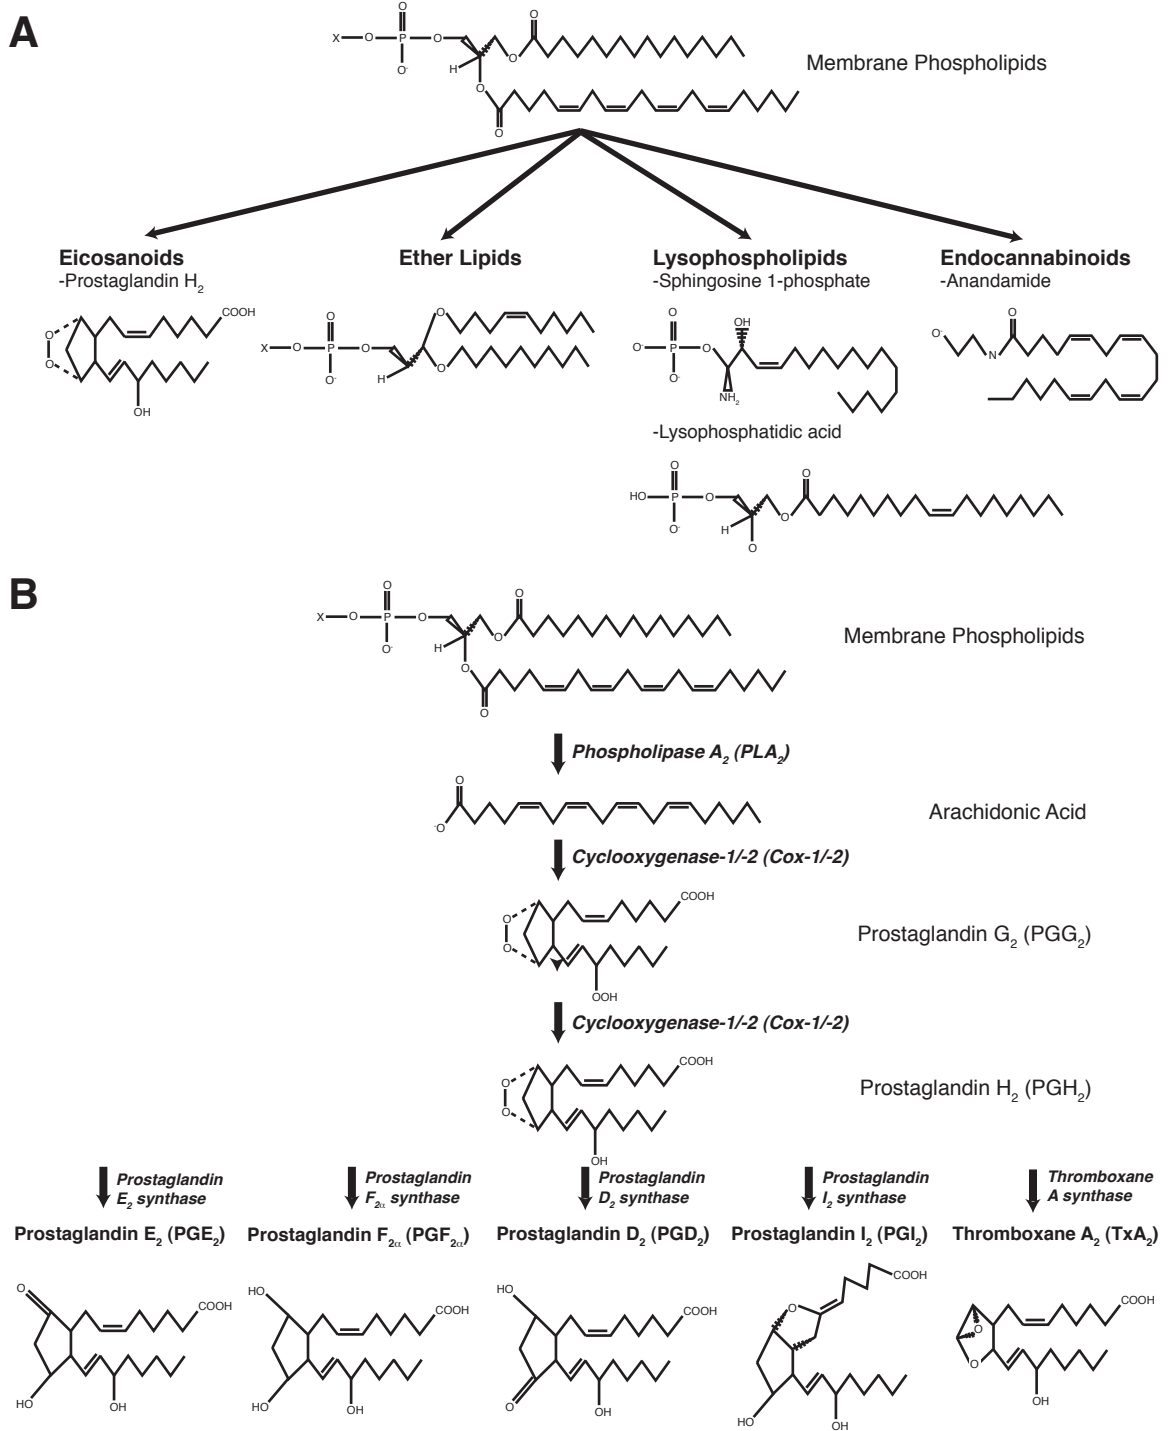 A
O
X O P O O
O-
H
O
O
Membrane Phospholipids
Eicosanoids
-Prostaglandin H2
Ether Lipids
Lysophospholipids
-Sphingosine 1-phosphate
Endocannabinoids
-Anandamide
O
O
COOH
OH
O
X O P O
O-
H
O
O
O
O- P O
O-
OH
NH2
O-
N
O
-Lysophosphatidic acid
O
HO P O
O-
H
O
O
O
B
O
X O P O
O-
H
O
O
O
O
Membrane Phospholipids
Phospholipase A2 (PLA2)
O
-O
Arachidonic Acid
Cyclooxygenase-1/-2 (Cox-1/-2)
COOH
O
O
OOH
Prostaglandin G2 (PGG2)
Cyclooxygenase-1/-2 (Cox-1/-2)
COOH
O
O
OH
Prostaglandin H2 (PGH2)
Prostaglandin
E2 synthase
Prostaglandin
F2α synthase
Prostaglandin
D2 synthase
Prostaglandin
I2 synthase
Thromboxane
A synthase
Prostaglandin E2 (PGE2)
Prostaglandin F2α (PGF2α)
Prostaglandin D2 (PGD2)
Prostaglandin I2 (PGI2)
Thromboxane A2 (TxA2)
O
COOH
HO
OH
HO
COOH
HO
OH
HO
COOH
O
OH
COOH
O
HO
OH
COOH
O
O
OH